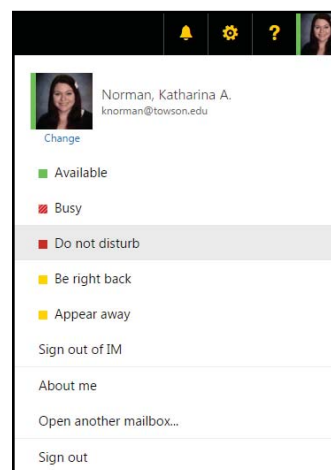 ?
Norman, Katharina A.
knorman@towson.edu
Change
Available
Busy
Do not disturb
Be right back
Appear away
Sign out of IM
About me
Open another mailbox...
Sign out